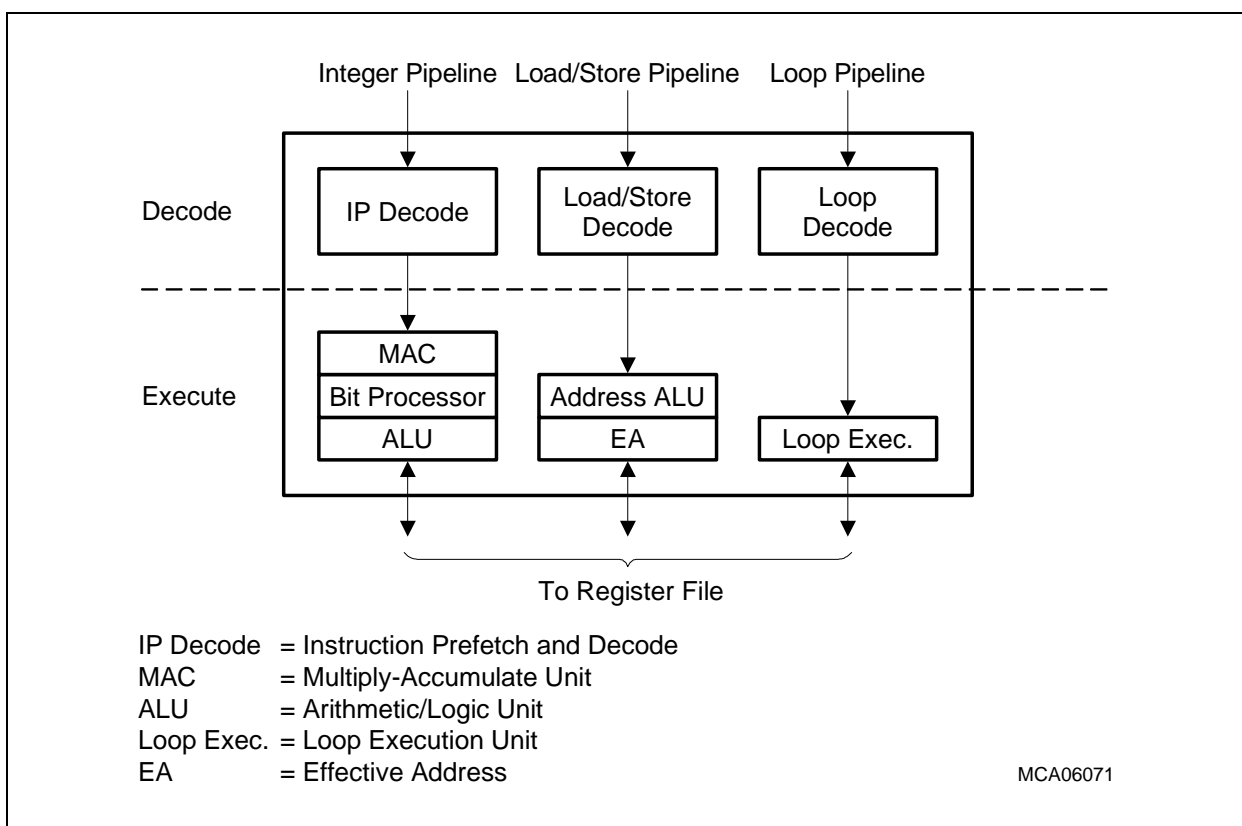 Integer Pipeline Load/Store Pipeline Loop Pipeline
Decode
IP Decode
Load/Store
Decode
Loop
Decode
Execute
MAC
Bit Processor
ALU
Address ALU
EA
Loop Exec.
To Register File
IP Decode = Instruction Prefetch and Decode
MAC = Multiply-Accumulate Unit
ALU = Arithmetic/Logic Unit
Loop Exec. = Loop Execution Unit
EA = Effective Address
MCA06071